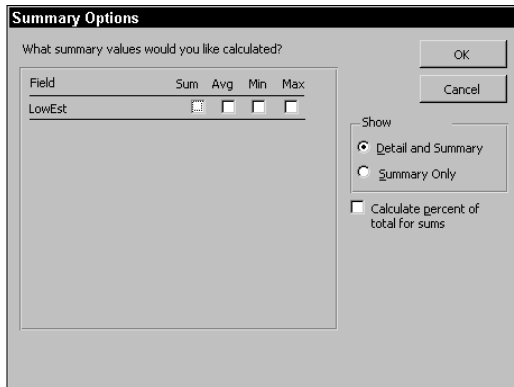 Summary Options
What summary values would you like calculated?
OK
Cancel
Field Sum Avg Min Max
LowEst
Show
Detail and Summary
Summary Only
Calculate percent of
total for sums